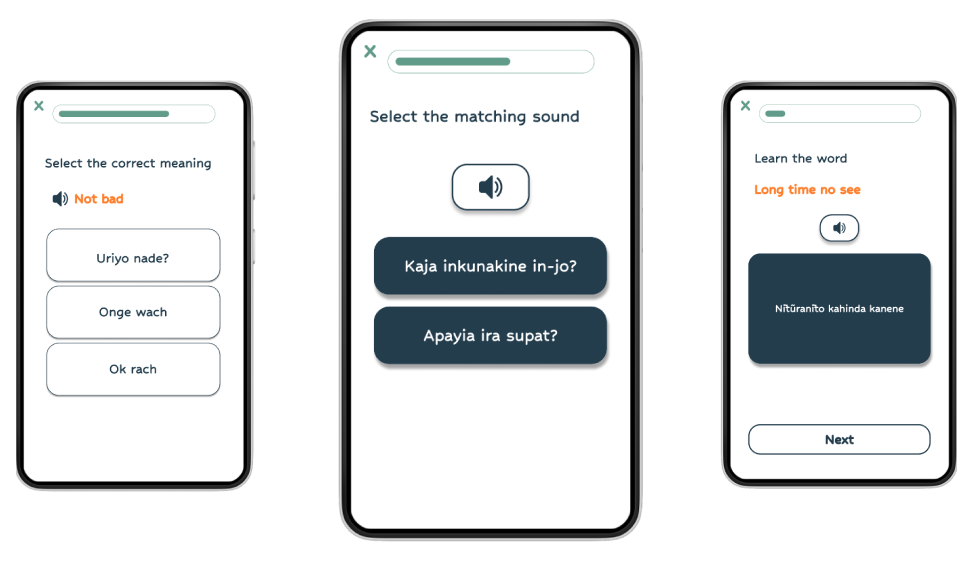 Select the correct meaning
Not bad
Uriyo nade?
Onge wach
Ok rach
Select the matching sound
Kaja inkunakine in-jo?
Apayia ira supat?
Learn the word
Long time no see
Nĩtũranĩto kahinda kanene
Next